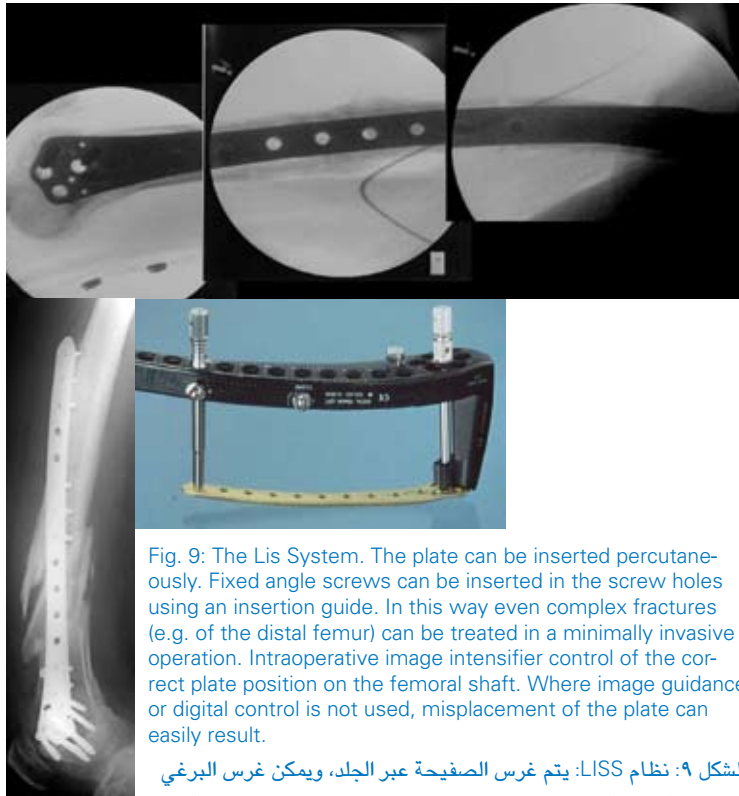 Fig. 9: The Lis System. The plate can be inserted percutane-
ously. Fixed angle screws can be inserted in the screw holes
using an insertion guide. In this way even complex fractures
(e.g. of the distal femur) can be treated in a minimally invasive
operation. Intraoperative image intensifier control of the cor-
rect plate position on the femoral shaft. Where image guidance
or digital control is not used, misplacement of the plate can
easily result.
لشكل ٩: نظام LISS: يتم غرس الصفيحة عبر الجلد، ويمكن غرس البرغي